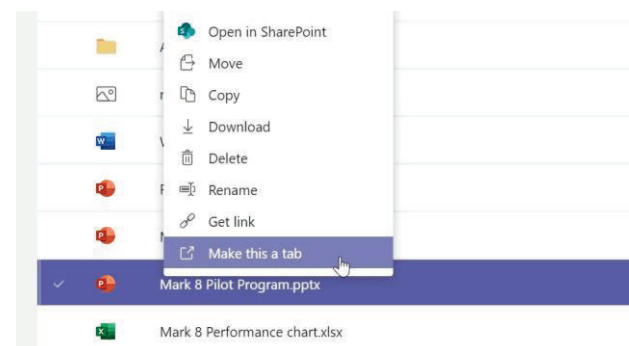 Open in SharePoint
Move
Copy
Download
Delete
Rename
Get link
Make this a tab
Mark 8 Pilot Program.pptx
Mark 8 Performance chart.xlsx